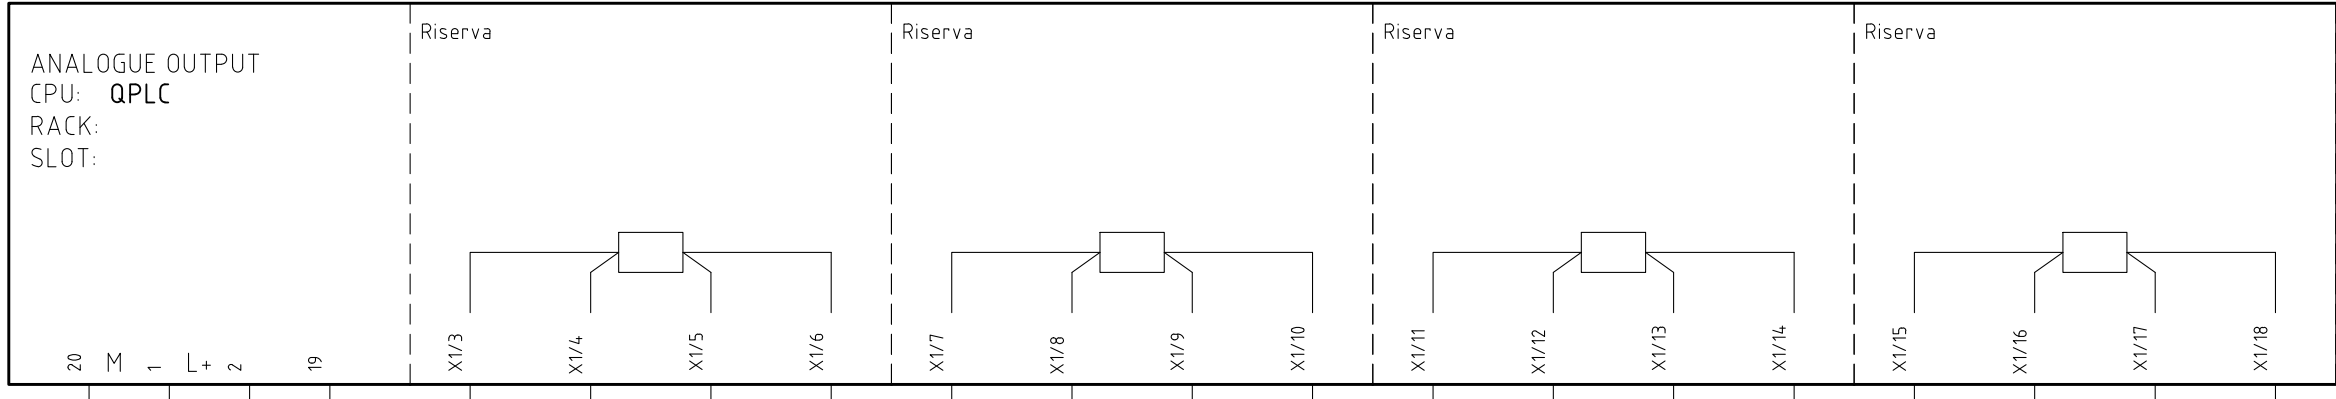 ANALOGUE OUTPUT
CPU: QPLC
RACK:
SLOT:
Riserva
Riserva
Riserva
Riserva
20 M 1 L+ 2 19
X1/3 X1/4 X1/5 X1/6
X1/7 X1/8 X1/9 X1/10
X1/11 X1/12 X1/13 X1/14
X1/15 X1/16 X1/17 X1/18